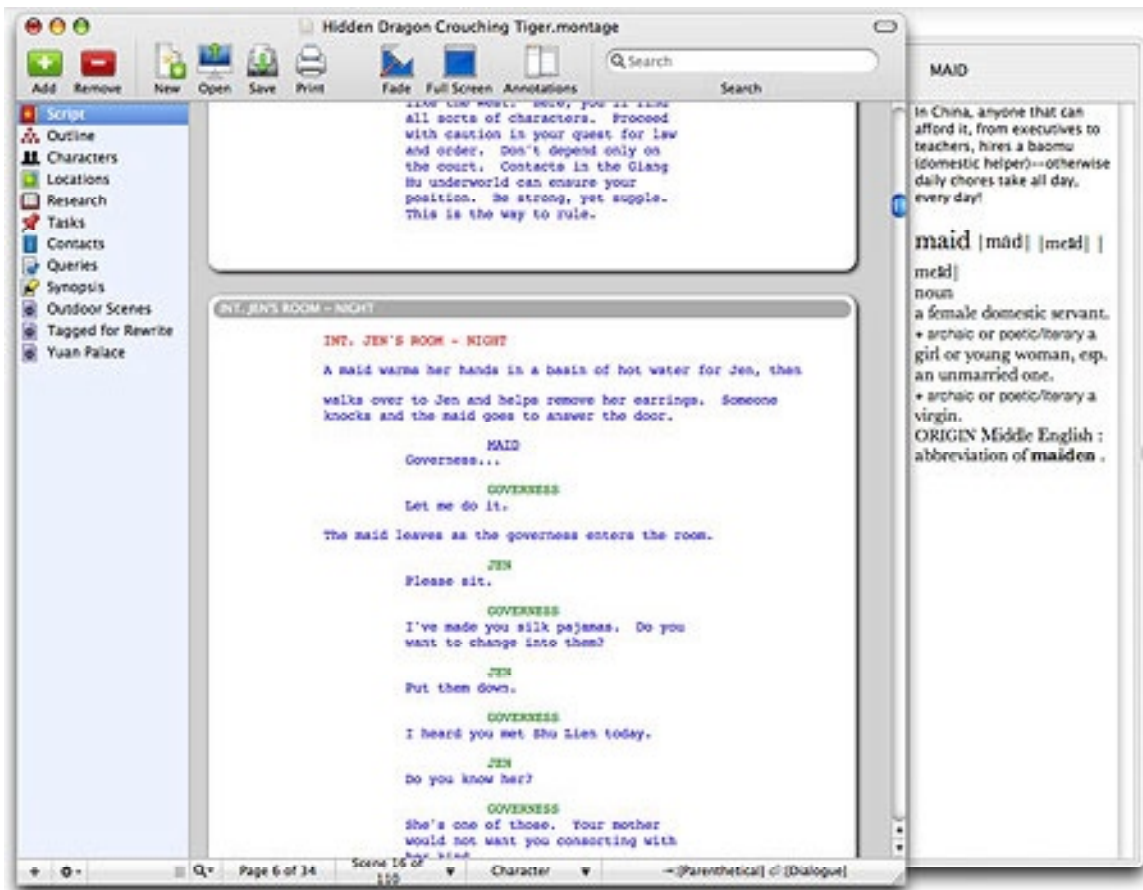 Hidden Dragon Crouching Tiger.montage
Add Remove New Open Save Print Fade Full Screen Annotations Search
Search
Script
Outline
Characters
Locations
Research
Tasks
Contacts
Queries
Synopsis
Outdoor Scenes
Tagged for Rewrite
Yuan Palace
like the West. Here, you'll find
all sorts of characters. Proceed
with caution in your quest for law
and order. Don't depend only on
the court. Contacts in the Giang
Hu underworld can ensure your
position. Be strong, yet supple.
This is the way to rule.
INT. JEN'S ROOM - NIGHT
INT. JEN'S ROOM - NIGHT
A maid warms her hands in a basin of hot water for Jen, then
walks over to Jen and helps remove her earrings. Someone
knocks and the maid goes to answer the door.
MAID
Governess...
GOVERNESS
Let me do it.
The maid leaves as the governess enters the room.
JEN
Please sit.
GOVERNESS
I've made you silk pajamas. Do you
want to change into them?
JEN
Put them down.
GOVERNESS
I heard you met Shu Lien today.
JEN
Do you know her?
GOVERNESS
She's one of those. Your mother
would not want you consorting with
her kind.
Page 6 of 34
Scene 16 of
110
Character
[Parenthetical] [Dialogue]
MAID
In China, anyone that can
afford it, from executives to
teachers, hires a baomu
(domestic helper)--otherwise
daily chores take all day,
every day!
maid |mād| |meɪd| |
meɪd|
noun
a female domestic servant.
• archaic or poetic/literary a
girl or young woman, esp.
an unmarried one.
• archaic or poetic/literary a
virgin.
ORIGIN Middle English :
abbreviation of maiden .